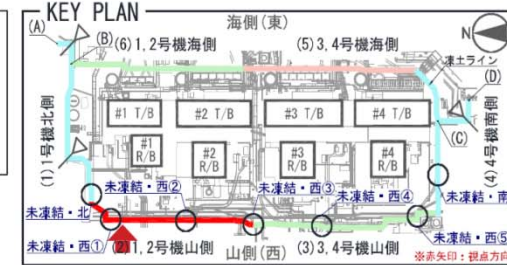 KEY PLAN
海側(東)
N
(A)
(B)
(6)1,2号機海側
(5)3,4号機海側
凍土ライン
(D)
(1)1号機北側
#1 T/B
#2 T/B
#3 T/B
#4 T/B
#1
R/B
#2
R/B
#3
R/B
#4
R/B
(C)
(4)4号機南側
未凍結・北
未凍結・西②
未凍結・西③
未凍結・西④
未凍結・南
未凍結・西①
(2)1,2号機山側
山側(西)
(3)3,4号機山側
未凍結・西⑤
※赤矢印:視点方向